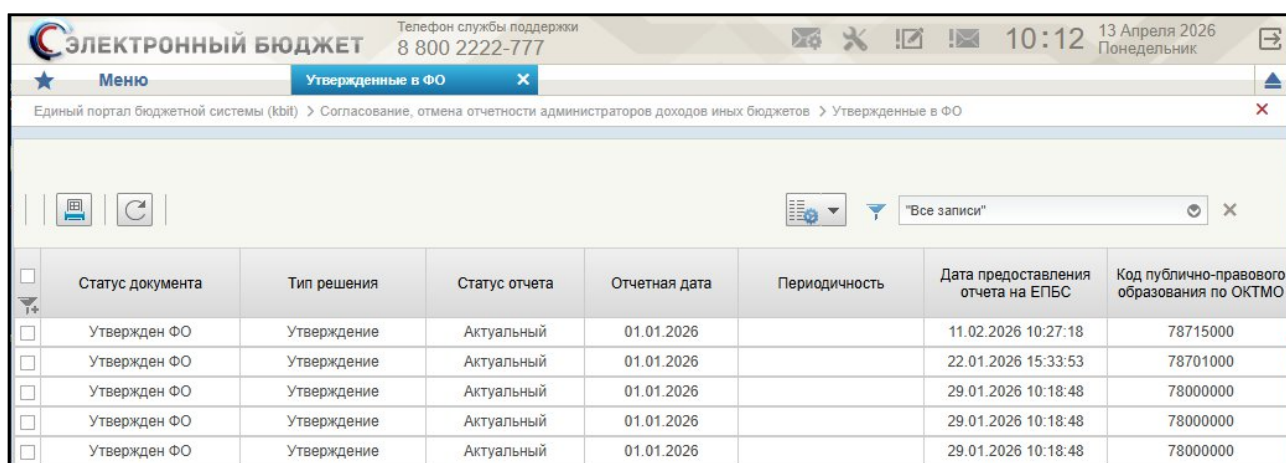 Телефон службы поддержки
ЭЛЕКТРОННЫЙ БЮДЖЕТ 8 800 2222-777 10:12 13 Апреля 2026
Понедельник
Меню Утвержденные в ФО
Единый портал бюджетной системы (kbit) > Согласование, отмена отчетности администраторов доходов иных бюджетов > Утвержденные в ФО
"Все записи"
Статус документа Тип решения Статус отчета Отчетная дата Периодичность Дата предоставления отчета на ЕПБС Код публично-правового образования по ОКТМО
Утвержден ФО Утверждение Актуальный 01.01.2026 11.02.2026 10:27:18 78715000
Утвержден ФО Утверждение Актуальный 01.01.2026 22.01.2026 15:33:53 78701000
Утвержден ФО Утверждение Актуальный 01.01.2026 29.01.2026 10:18:48 78000000
Утвержден ФО Утверждение Актуальный 01.01.2026 29.01.2026 10:18:48 78000000
Утвержден ФО Утверждение Актуальный 01.01.2026 29.01.2026 10:18:48 78000000